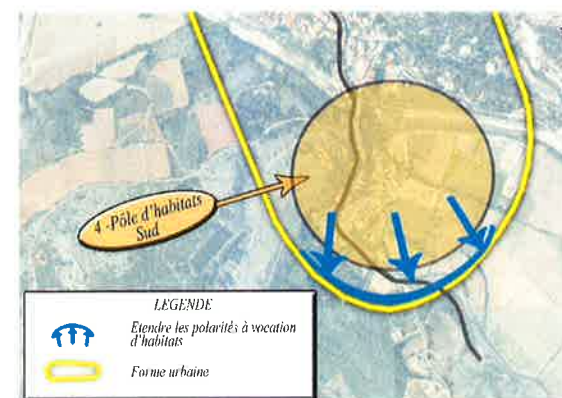 4 -Pôle d'habitats
Sud
LEGENDE
Etendre les polarités à vocation
d'habitats
Forme urbaine